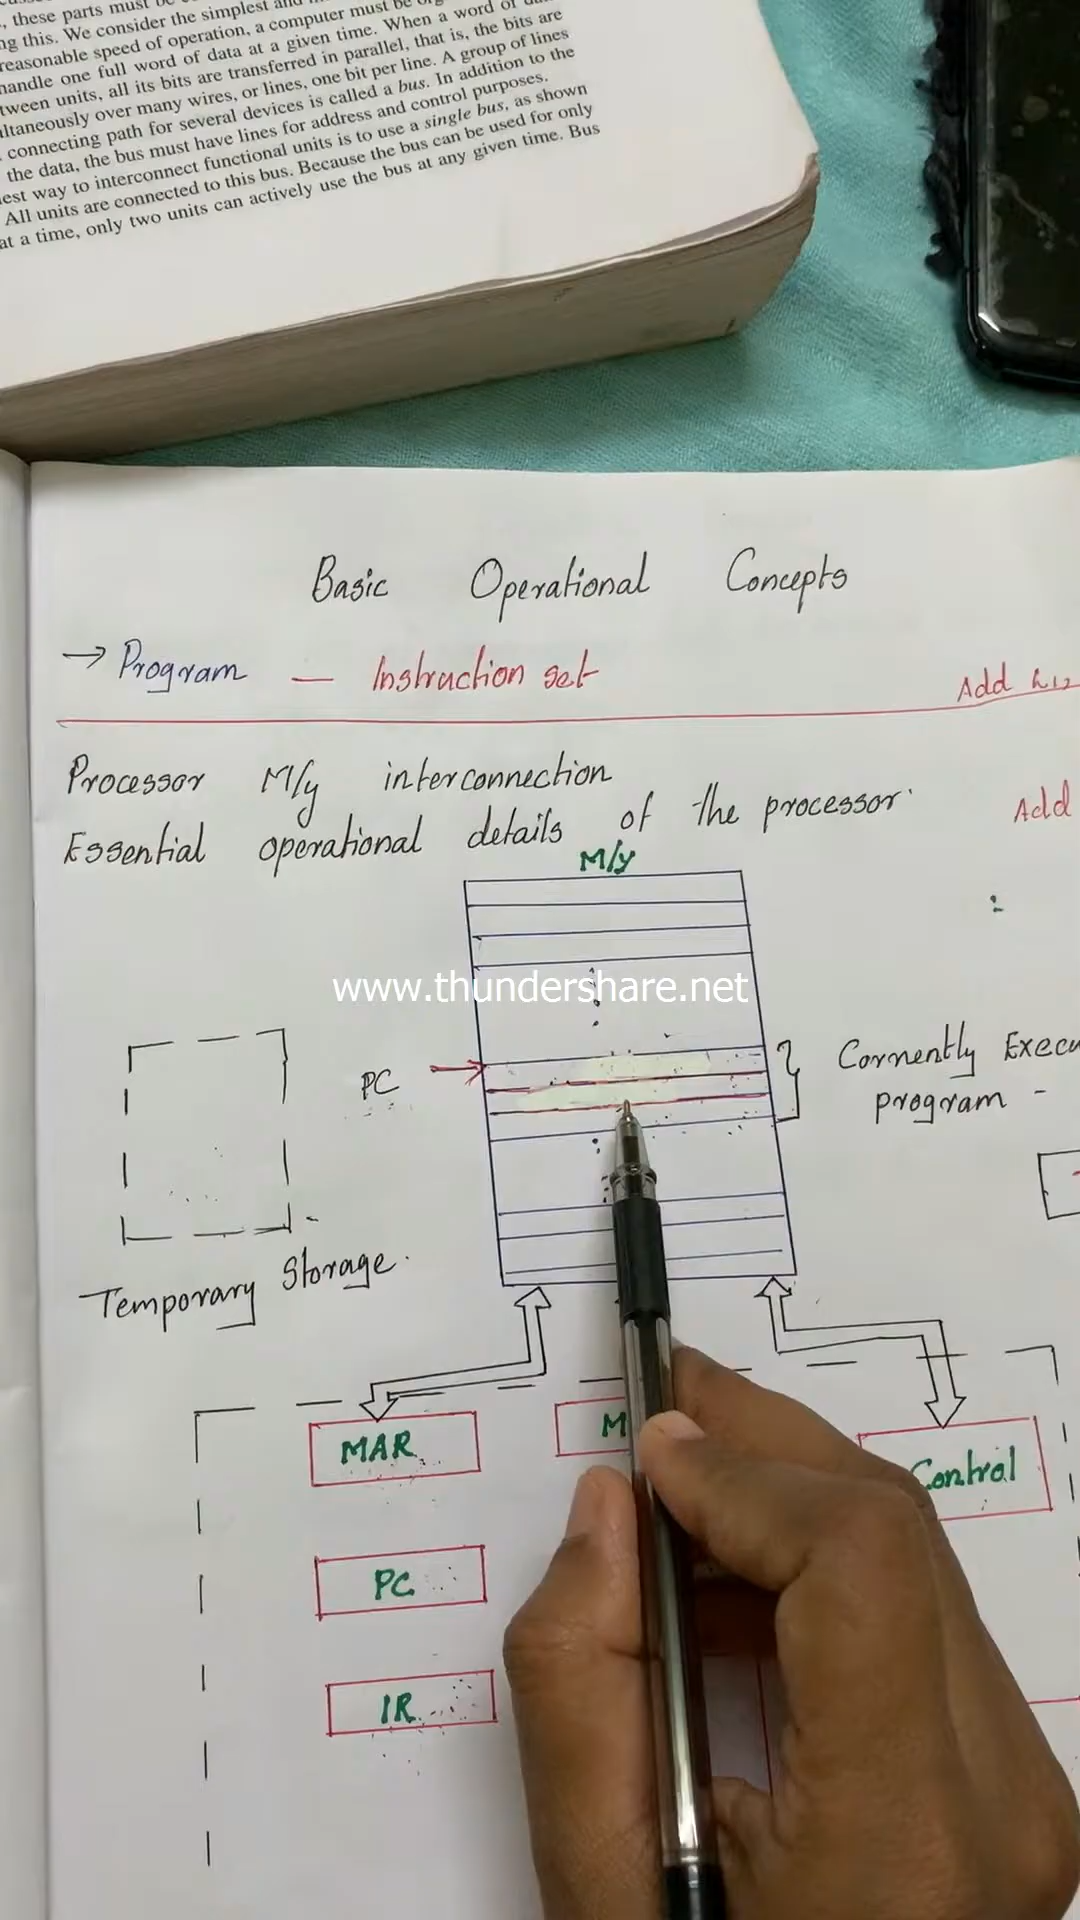 , these parts must
ng this. We consider the simplest and
reasonable speed of operation, a computer must be
handle one full word of data at a given time. When a word of
tween units, all its bits are transferred in parallel, that is, the bits are
ltaneously over many wires, or lines, one bit per line. A group of lines
connecting path for several devices is called a bus. In addition to the
the data, the bus must have lines for address and control purposes.
est way to interconnect functional units is to use a single bus, as shown
All units are connected to this bus. Because the bus can be used for only
at a time, only two units can actively use the bus at any given time. Bus
Basic Operational Concepts
→ Program — Instruction set
Add
Processor M/y interconnection
Essential operational details of the processor.
Add
M/y
www.thundershare.net
PC
Cornently Execu
program -
Temporary Storage.
MAR
M
Control
PC
IR